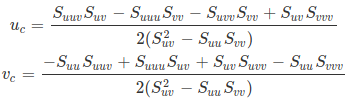 u_c = \frac{S_{uuv}S_{uv} - S_{uuu}S_{vv} - S_{uvv}S_{vv} + S_{uv}S_{vvv}}{2(S_{uv}^2 - S_{uu}S_{vv})}
v_c = \frac{-S_{uu}S_{uuv} + S_{uuu}S_{uv} + S_{uv}S_{uvv} - S_{uu}S_{vvv}}{2(S_{uv}^2 - S_{uu}S_{vv})}